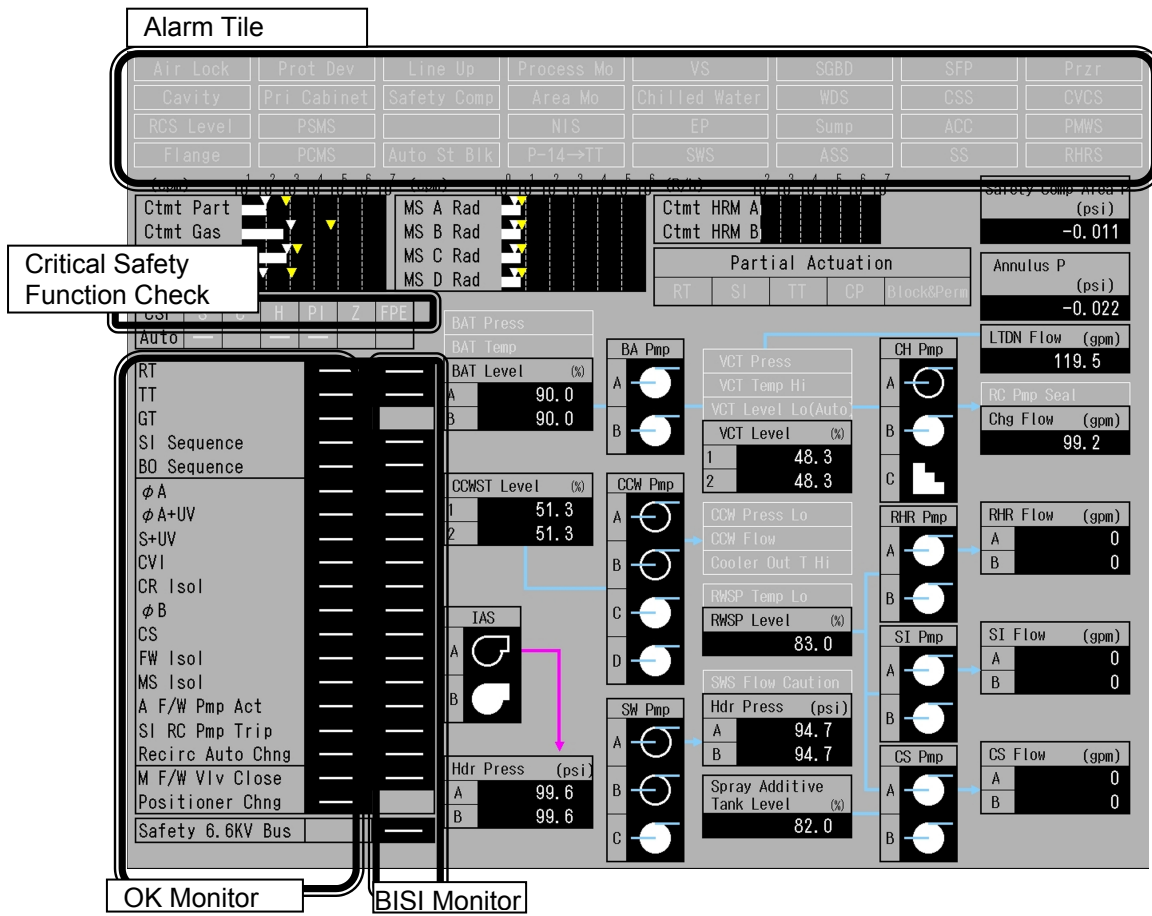 Alarm Tile
Air Lock Prot Dev Line Up Process Mo VS SGBD SFP Przr
Cavity Pri Cabinet Safety Comp Area Mo Chilled Water WDS CSS CVCS
RCS Level PSMS NIS EP Sump ACC PMWS
Flange PCMS Auto St Blk P-14→TT SWS ASS SS RHRS
Ctmt Part
Ctmt Gas
MS A Rad
MS B Rad
MS C Rad
MS D Rad
Ctmt HRM A
Ctmt HRM B
Partial Actuation
RT SI TT CP Block&Perm
(psi)
-0.011
Annulus P
(psi)
-0.022
Critical Safety
Function Check
H PI Z FPE
Auto
RT
TT
GT
SI Sequence
BO Sequence
φA
φA+UV
S+UV
CVI
CR Isol
φB
CS
FW Isol
MS Isol
A F/W Pmp Act
SI RC Pmp Trip
Recirc Auto Chng
M F/W Vlv Close
Positioner Chng
Safety 6.6KV Bus
OK Monitor
BISI Monitor
BAT Press
BAT Temp
BAT Level (%)
A 90.0
B 90.0
CCWST Level (%)
1 51.3
2 51.3
IAS
A
B
Hdr Press (psi)
A 99.6
B 99.6
BA Pmp
A
B
CCW Pmp
A
B
C
D
SW Pmp
A
B
C
VCT Press
VCT Temp Hi
VCT Level Lo(Auto)
VCT Level (%)
1 48.3
2 48.3
CCW Press Lo
CCW Flow
Cooler Out T Hi
RWSP Temp Lo
RWSP Level (%)
83.0
SWS Flow Caution
Hdr Press (psi)
A 94.7
B 94.7
Spray Additive
Tank Level (%)
82.0
CH Pmp
A
B
C
RHR Pmp
A
B
SI Pmp
A
B
CS Pmp
A
B
LTDN Flow (gpm)
119.5
RC Pmp Seal
Chg Flow (gpm)
99.2
RHR Flow (gpm)
A 0
B 0
SI Flow (gpm)
A 0
B 0
CS Flow (gpm)
A 0
B 0